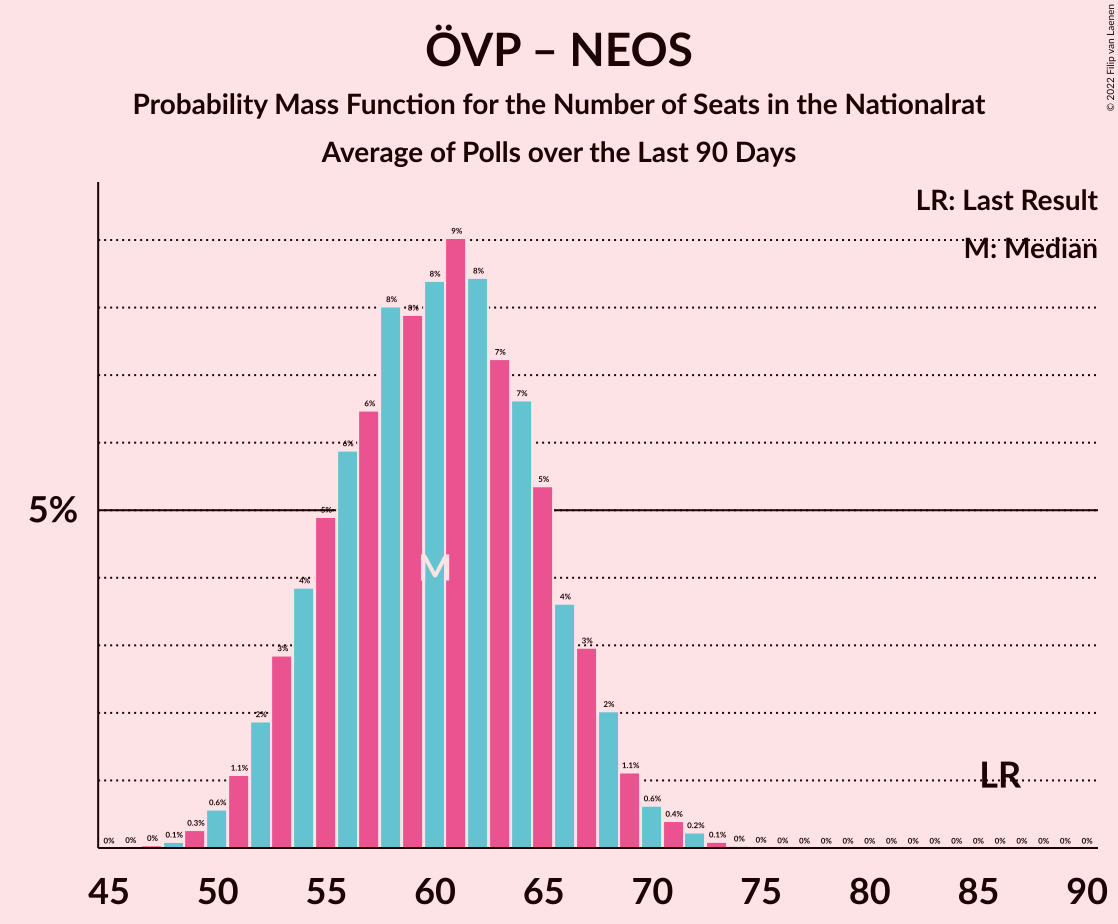 ÖVP – NEOS
Probability Mass Function for the Number of Seats in the Nationalrat
Average of Polls over the Last 90 Days
© 2022 Filip van Laenen
LR: Last Result
M: Median
5%
0% 0% 0% 0.1% 0.3% 0.6% 1.1% 2% 3% 4% 5% 6% 6% 8% 8% 8% 9% 8% 7% 7% 5% 4% 3% 2% 1.1% 0.6% 0.4% 0.2% 0.1% 0% 0% 0% 0% 0% 0% 0% 0% 0% 0% 0% 0% 0% 0% 0% 0% 0%
M
LR
45 50 55 60 65 70 75 80 85 90